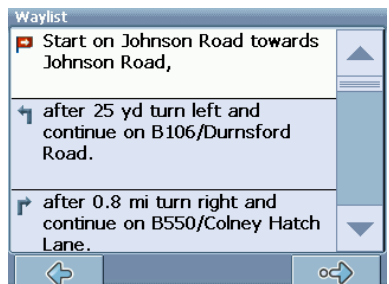 Waylist
Start on Johnson Road towards
Johnson Road,
after 25 yd turn left and
continue on B106/Durnsford
Road.
after 0.8 mi turn right and
continue on B550/Colney Hatch
Lane.